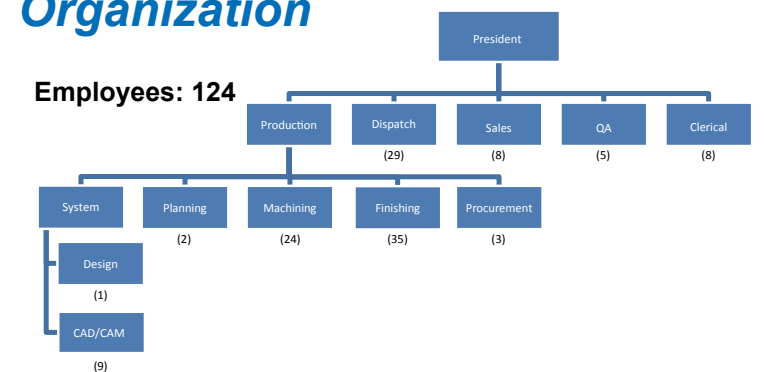 Organization
President
Employees: 124
Production Dispatch Sales QA Clerical
(29) (8) (5) (8)
System Planning Machining Finishing Procurement
(2) (24) (35) (3)
Design
(1)
CAD/CAM
(9)